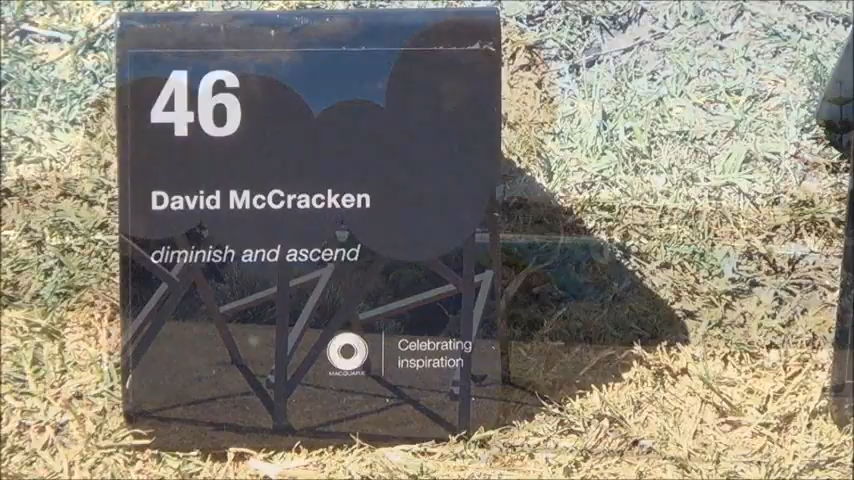 46
David McCracken
diminish and ascend
MACQUARIE
Celebrating
inspiration